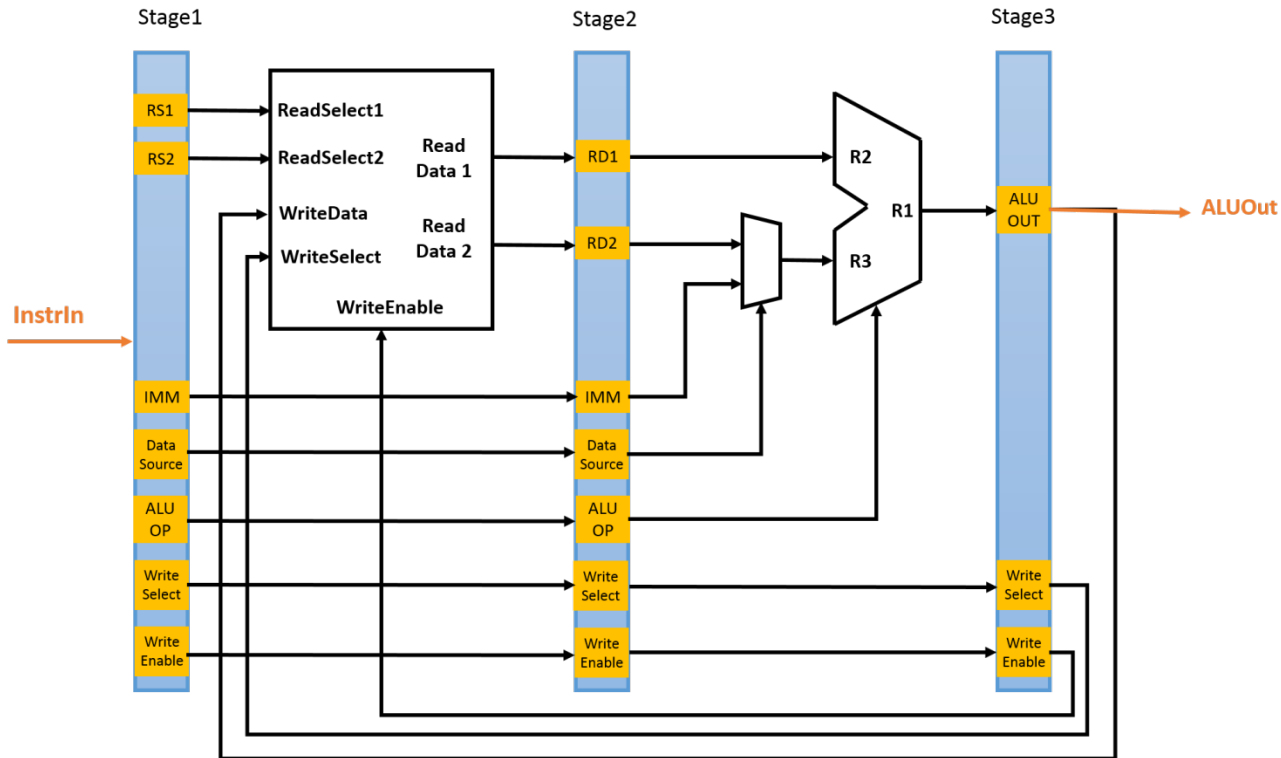 Stage1
Stage2
Stage3
RS1
ReadSelect1
RS2
ReadSelect2
Read
Data 1
RD1
R2
WriteData
R1
ALU
OUT
ALUOut
WriteSelect
Read
Data 2
RD2
R3
WriteEnable
InstrIn
IMM
IMM
Data
Source
Data
Source
ALU
OP
ALU
OP
Write
Select
Write
Select
Write
Select
Write
Enable
Write
Enable
Write
Enable